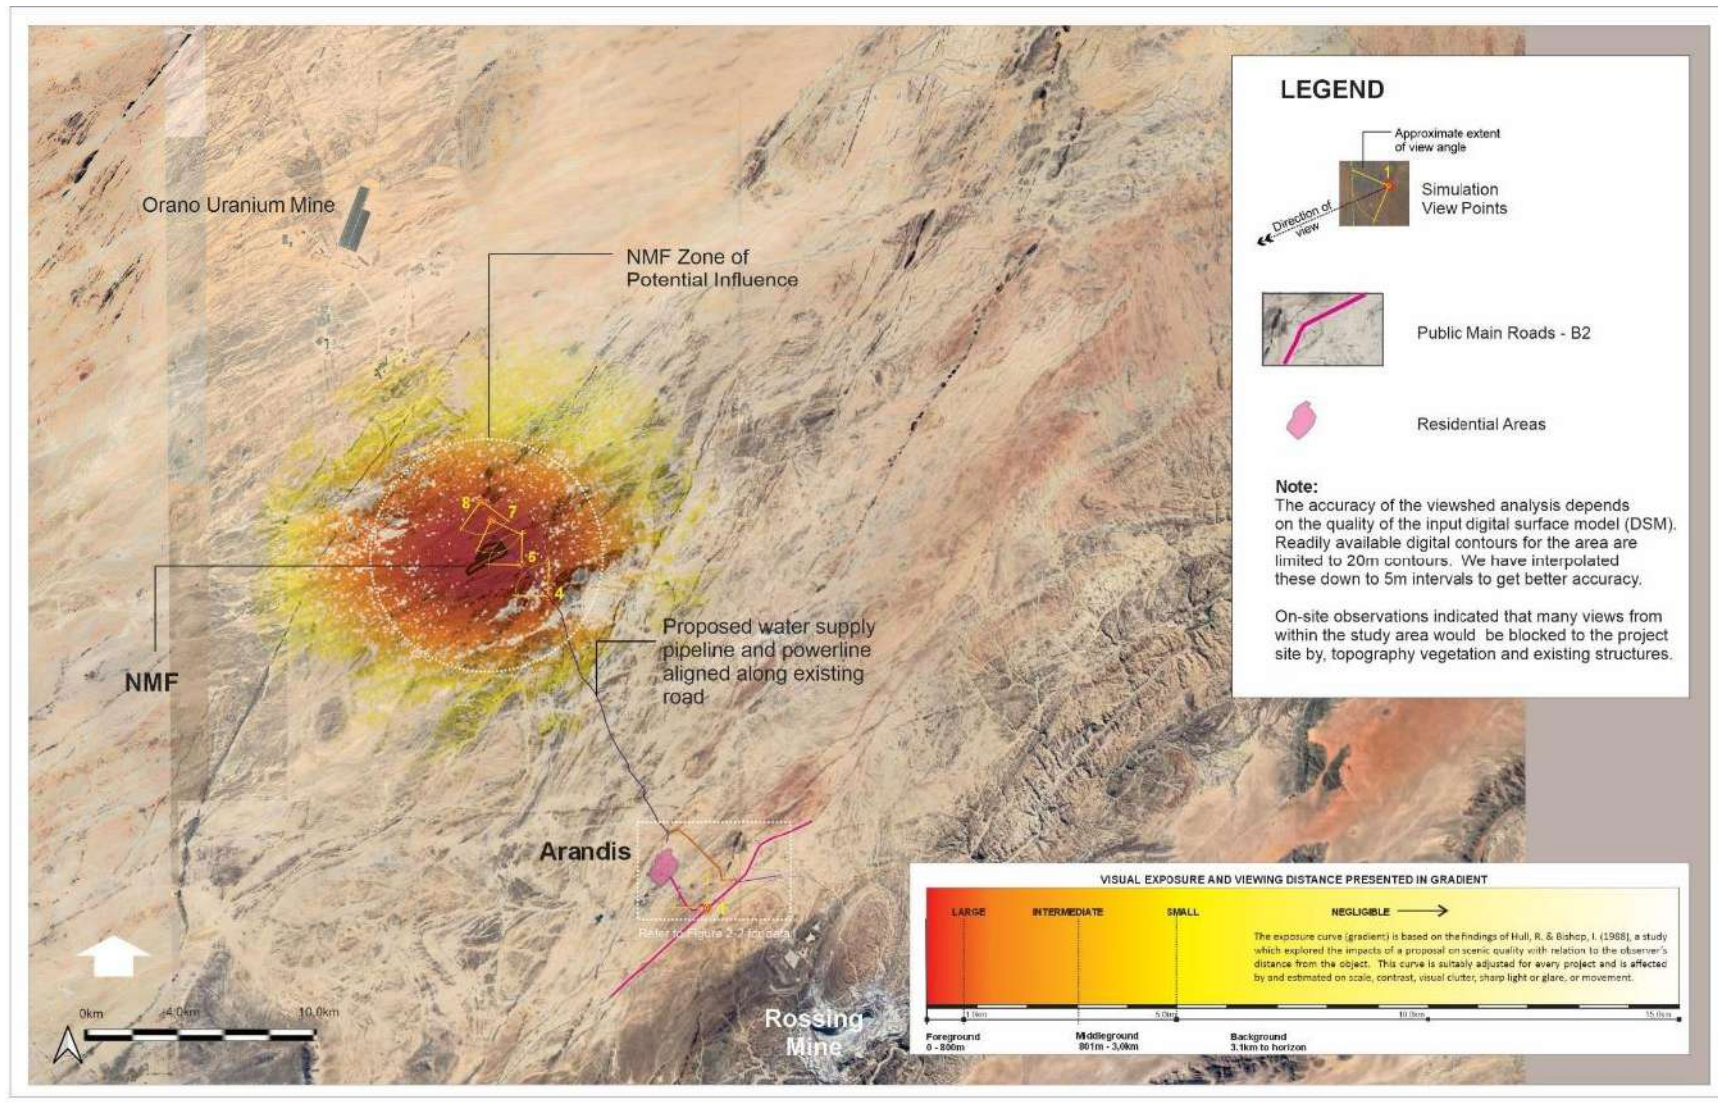 LEGEND
Approximate extent
of view angle
1
Simulation
View Points
Direction of
view
Public Main Roads - B2
Residential Areas
Note:
The accuracy of the viewshed analysis depends
on the quality of the input digital surface model (DSM).
Readily available digital contours for the area are
limited to 20m contours. We have interpolated
these down to 5m intervals to get better accuracy.
On-site observations indicated that many views from
within the study area would be blocked to the project
site by, topography vegetation and existing structures.
Orano Uranium Mine
NMF Zone of
Potential Influence
8
7
4
NMF
Proposed water supply
pipeline and powerline
aligned along existing
road
Arandis
Refer to Figure 2-2 for
Rossing
Mine
0km
4.0km
10.0km
VISUAL EXPOSURE AND VIEWING DISTANCE PRESENTED IN GRADIENT
LARGE
INTERMEDIATE
SMALL
NEGLIGIBLE
The exposure curve (gradient) is based on the findings of Hull, R. & Bishop, I. (1988), a study
which explored the impacts of a proposal on scenic quality with relation to the observer's
distance from the object. This curve is suitably adjusted for every project and is affected
by and estimated on scale, contrast, visual clutter, sharp light or glare, or movement.
1.0km
5.0km
10.0km
15.0km
Foreground
0 - 800m
Middleground
801m - 3,0km
Background
3.1km to horizon